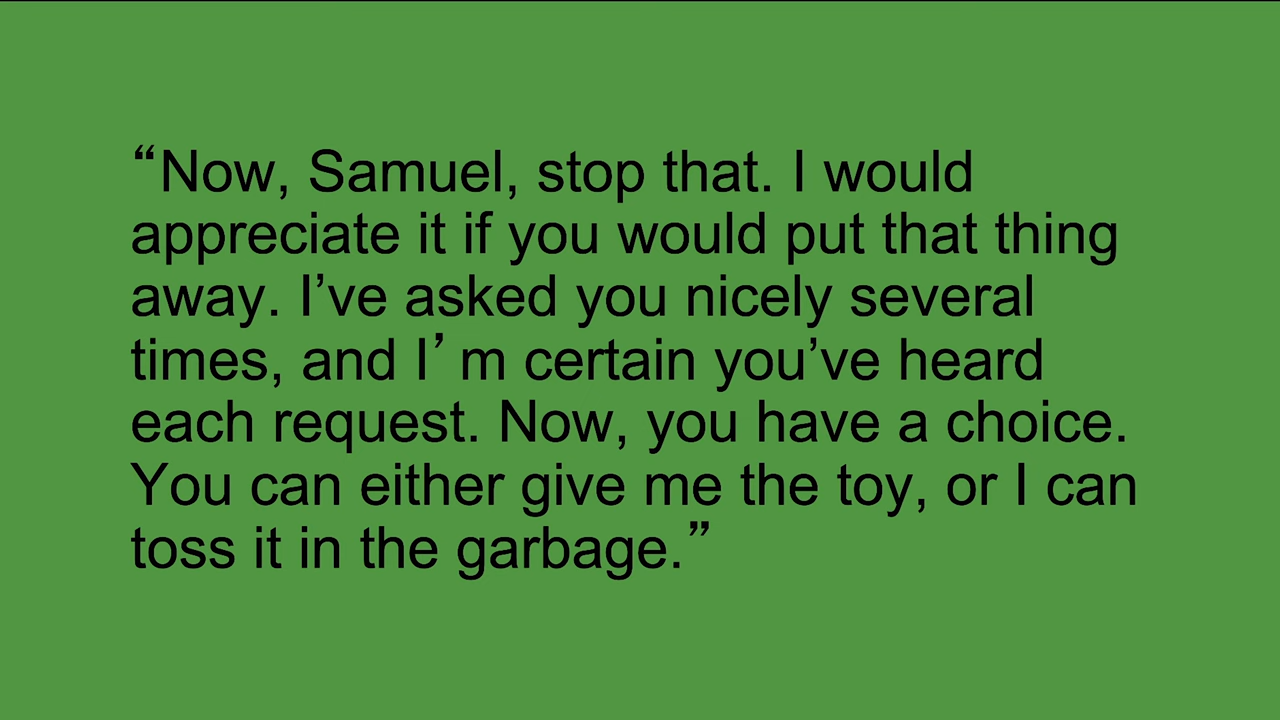 “Now, Samuel, stop that. I would
appreciate it if you would put that thing
away. I’ve asked you nicely several
times, and I’m certain you’ve heard
each request. Now, you have a choice.
You can either give me the toy, or I can
toss it in the garbage.”